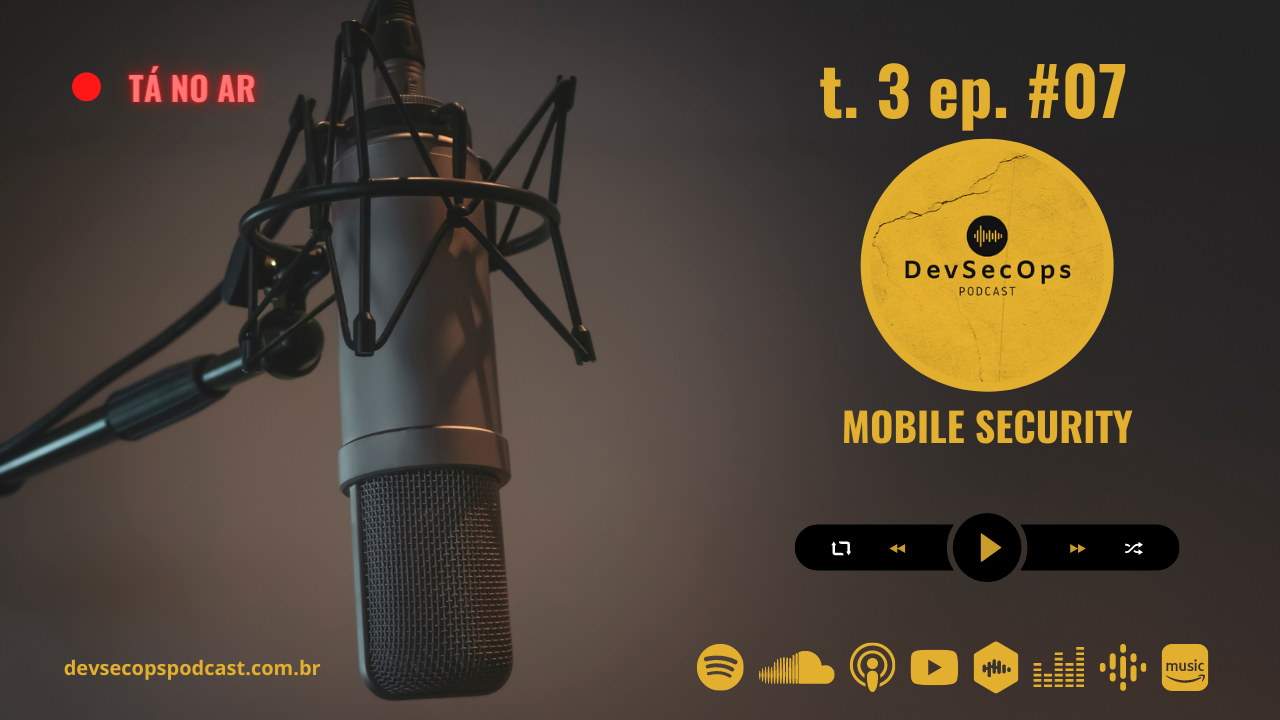 TÁ NO AR
t. 3 ep. #07
DevSecOps
PODCAST
MOBILE SECURITY
devsecopspodcast.com.br
music